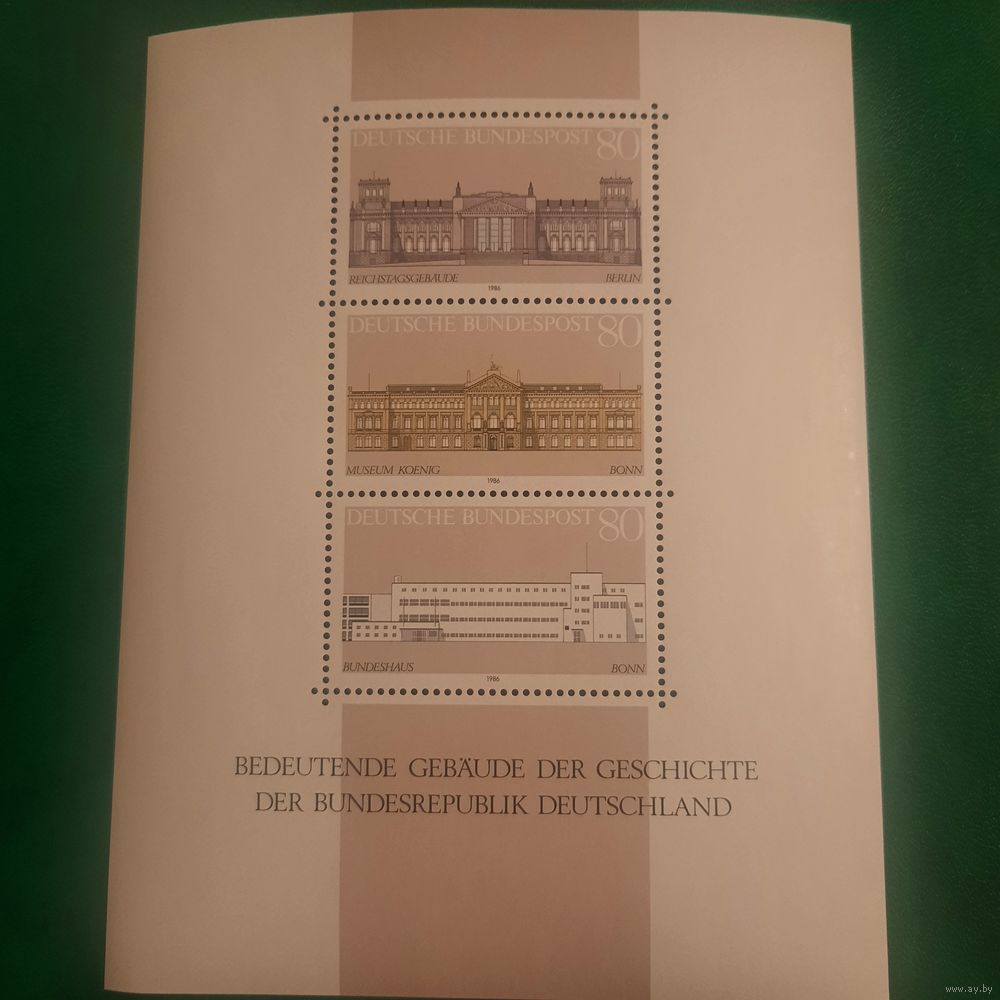 DEUTSCHE BUNDESPOST 80
REICHSTAGSGEBÄUDE BERLIN
1986
DEUTSCHE BUNDESPOST 80
MUSEUM KOENIG BONN
1986
DEUTSCHE BUNDESPOST 80
BUNDESHAUS BONN
1986
BEDEUTENDE GEBÄUDE DER GESCHICHTE
DER BUNDESREPUBLIK DEUTSCHLAND
www.ay.by